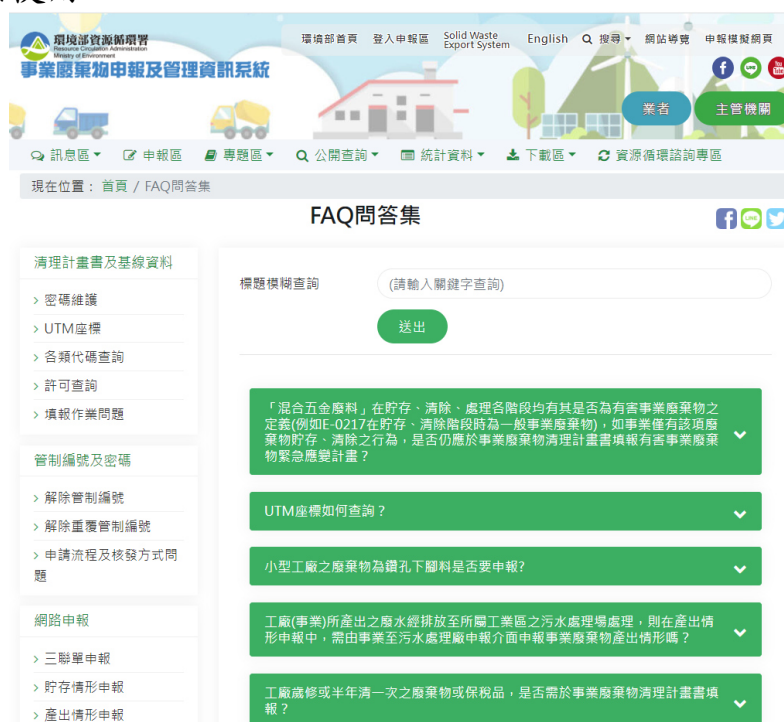 環境部資源循環署
Resource Circulation Administration
Ministry of Environment
事業廢棄物申報及管理資訊系統
環境部首頁 登入申報區 Solid Waste Export System English 搜尋 網站導覽 申報模擬網頁
業者 主管機關
訊息區 申報區 專題區 公開查詢 統計資料 下載區 資源循環諮詢專區
現在位置： 首頁 / FAQ問答集
FAQ問答集
清理計畫書及基線資料
> 密碼維護
> UTM座標
> 各類代碼查詢
> 許可查詢
> 填報作業問題
管制編號及密碼
> 解除管制編號
> 解除重覆管制編號
> 申請流程及核發方式問
題
網路申報
> 三聯單申報
> 貯存情形申報
> 產出情形申報
標題模糊查詢 (請輸入關鍵字查詢)
送出
「混合五金廢料」在貯存、清除、處理各階段均有其是否為有害事業廢棄物之
定義(例如E-0217在貯存、清除階段時為一般事業廢棄物)，如事業僅有該項廢
棄物貯存、清除之行為，是否仍應於事業廢棄物清理計畫書填報有害事業廢棄
物緊急應變計畫？
UTM座標如何查詢？
小型工廠之廢棄物為鑽孔下腳料是否要申報?
工廠(事業)所產出之廢水經排放至所屬工業區之污水處理場處理，則在產出情
形申報中，需由事業至污水處理廠申報介面申報事業廢棄物產出情形嗎？
工廠歲修或半年清一次之廢棄物或保稅品，是否需於事業廢棄物清理計畫書填
報？